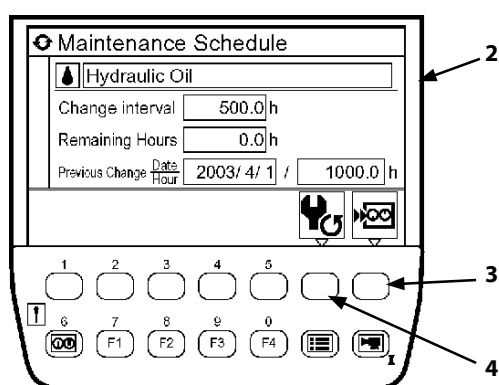 Maintenance Schedule
2
Hydraulic Oil
Change interval 500.0 h
Remaining Hours 0.0 h
Previous Change Date/Hour 2003/ 4/ 1 / 1000.0 h
1 2 3 4 5
3
6 7 8 9 0
F1 F2 F3 F4
4